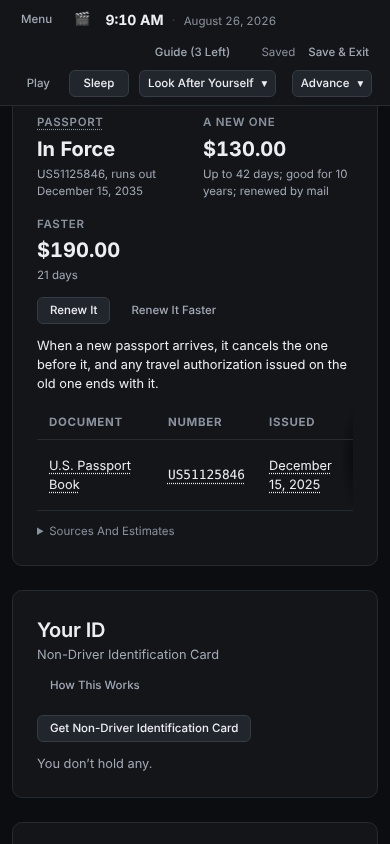 Menu 🎬 9:10 AM · August 26, 2026
Guide (3 Left) Saved Save & Exit
Play Sleep Look After Yourself ▾ Advance ▾
PASSPORT
In Force
US51125846, runs out
December 15, 2035
A NEW ONE
$130.00
Up to 42 days; good for 10
years; renewed by mail
FASTER
$190.00
21 days
Renew It Renew It Faster
When a new passport arrives, it cancels the one
before it, and any travel authorization issued on the
old one ends with it.
DOCUMENT NUMBER ISSUED
U.S. Passport
Book
US51125846
December
15, 2025
▶ Sources And Estimates
Your ID
Non-Driver Identification Card
How This Works
Get Non-Driver Identification Card
You don’t hold any.